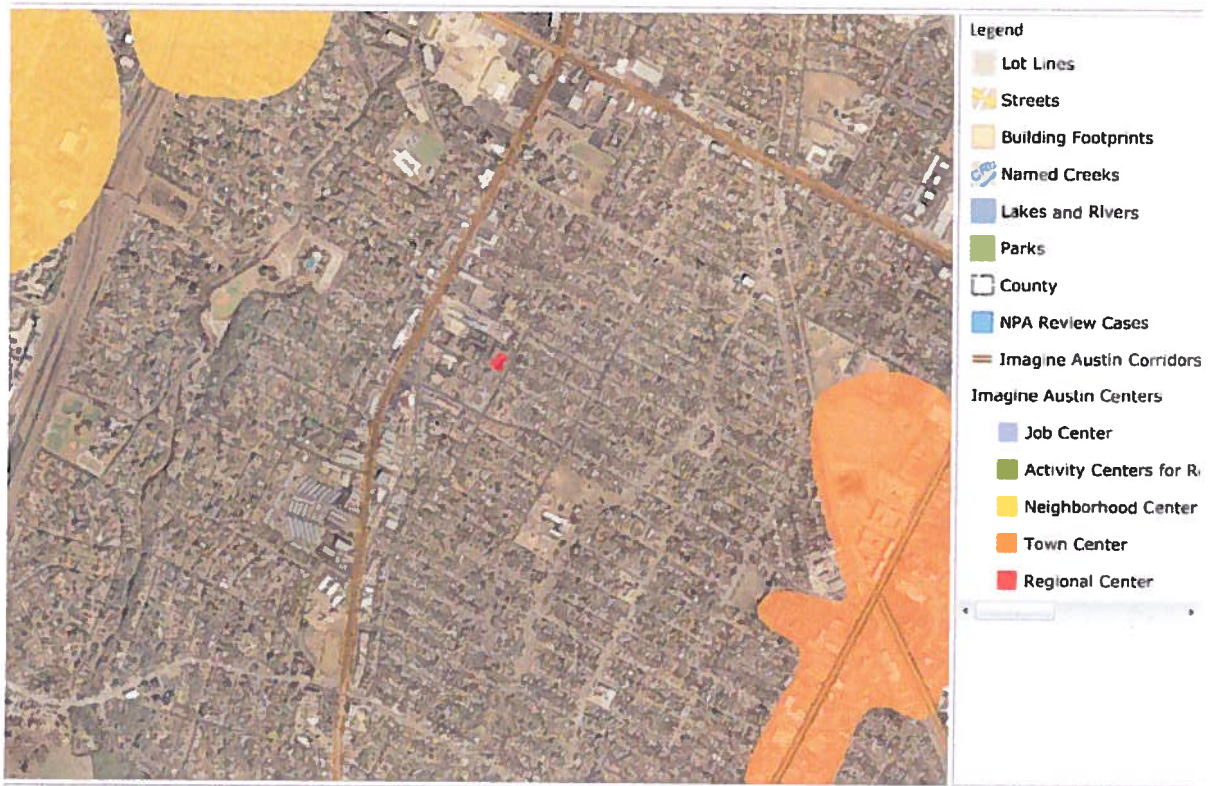 Legend
Lot Lines
Streets
Building Footprints
Named Creeks
Lakes and Rivers
Parks
County
NPA Review Cases
Imagine Austin Corridors
Imagine Austin Centers
Job Center
Activity Centers for R
Neighborhood Center
Town Center
Regional Center